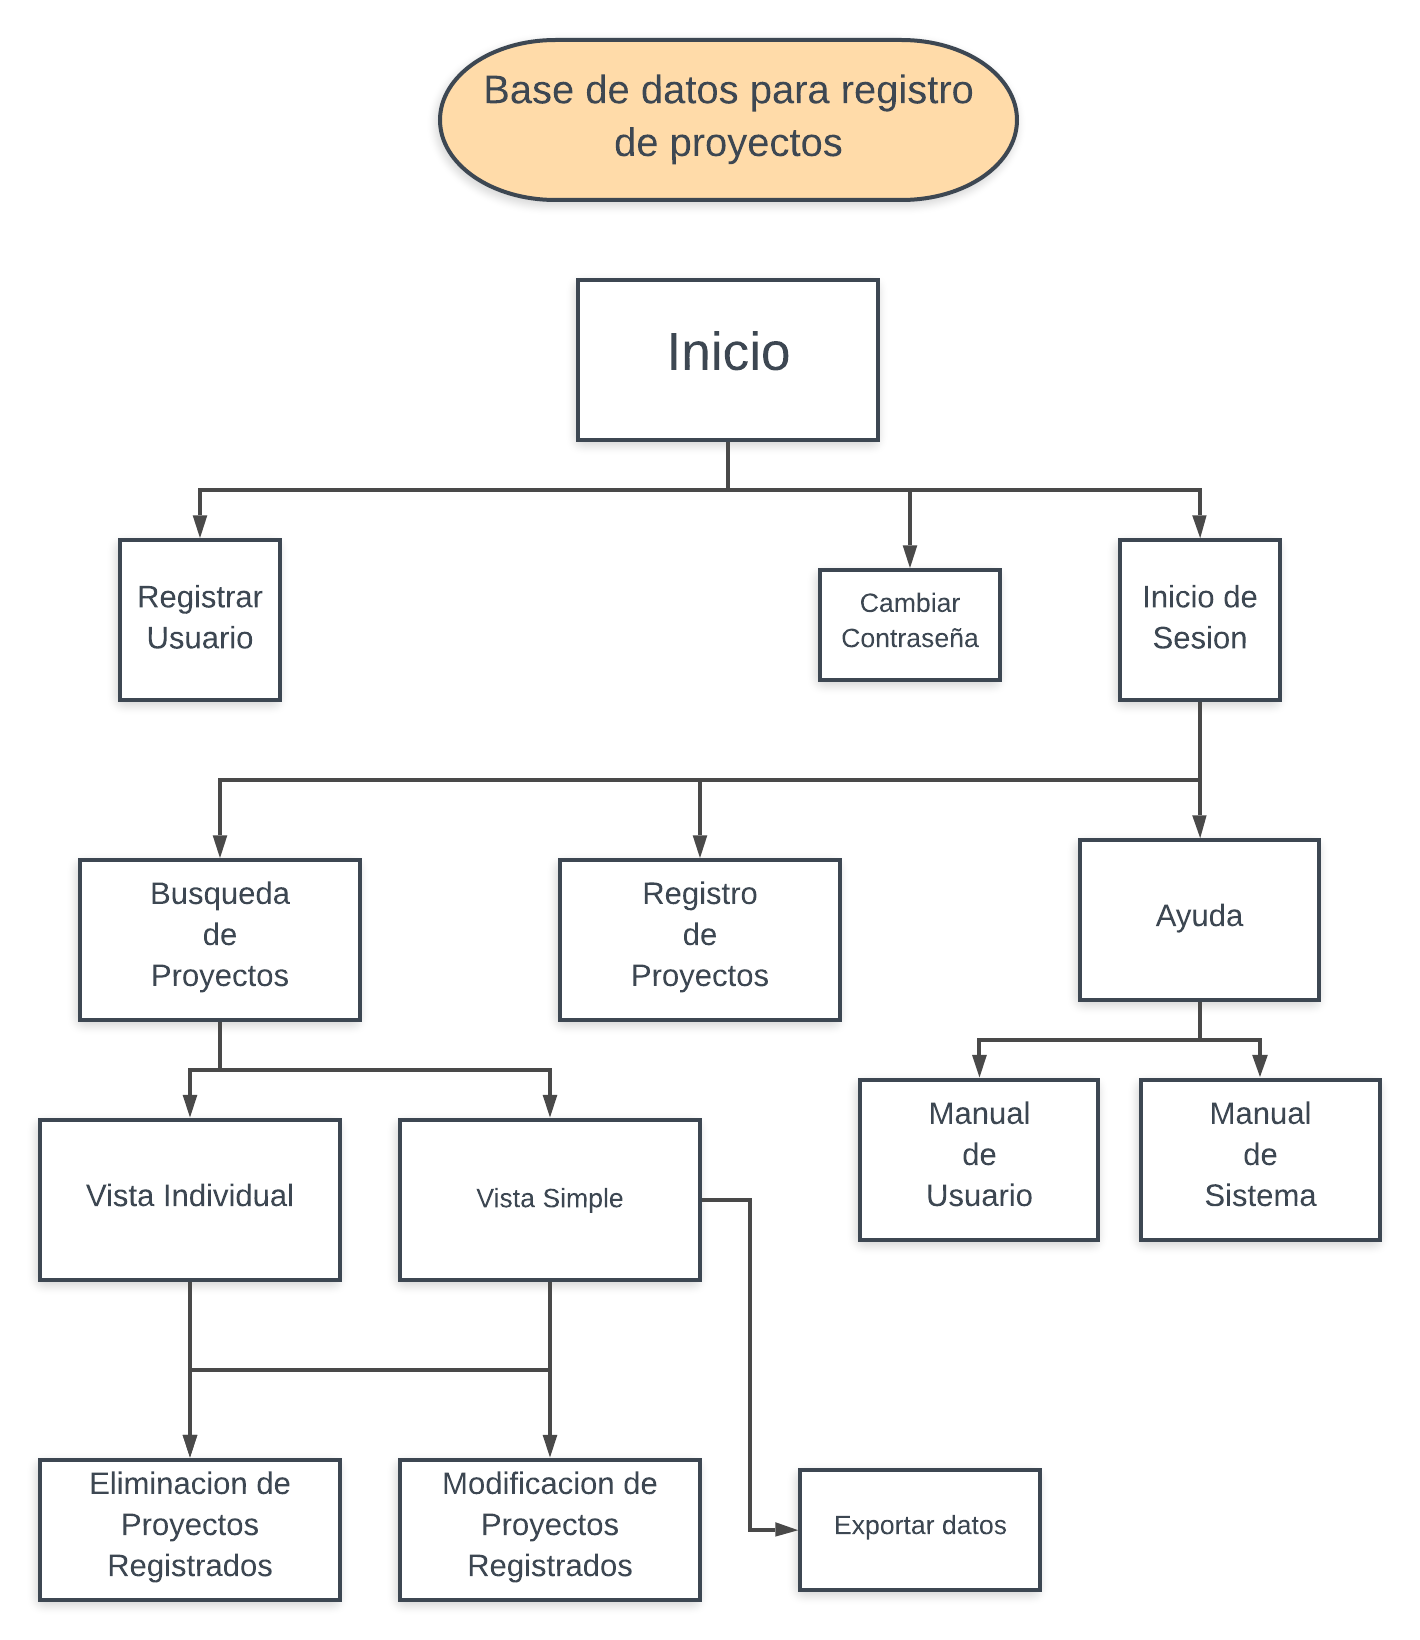 Base de datos para registro
de proyectos
Inicio
Registrar
Usuario
Cambiar
Contraseña
Inicio de
Sesion
Busqueda
de
Proyectos
Registro
de
Proyectos
Ayuda
Manual
de
Usuario
Manual
de
Sistema
Vista Individual
Vista Simple
Eliminacion de
Proyectos
Registrados
Modificacion de
Proyectos
Registrados
Exportar datos